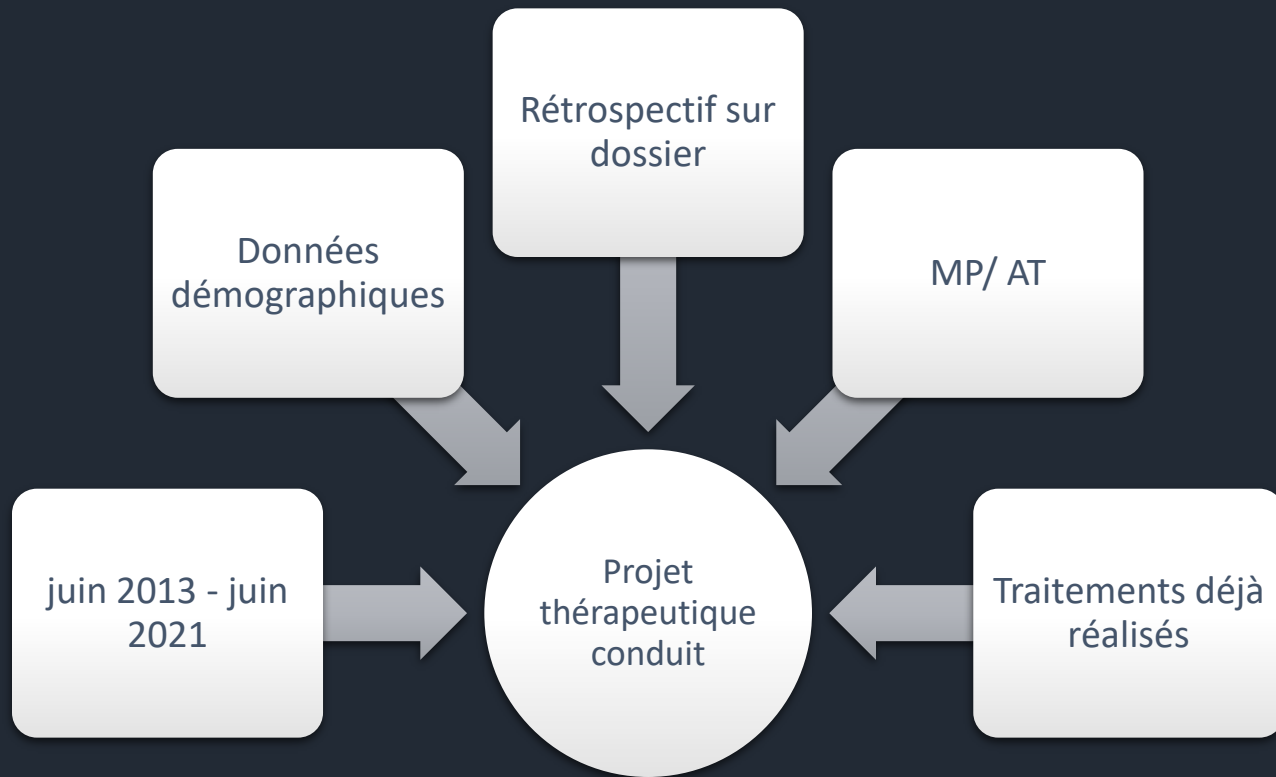 Rétrospectif sur
dossier
Données
démographiques
MP/ AT
juin 2013 - juin
2021
Projet
thérapeutique
conduit
Traitements déjà
réalisés